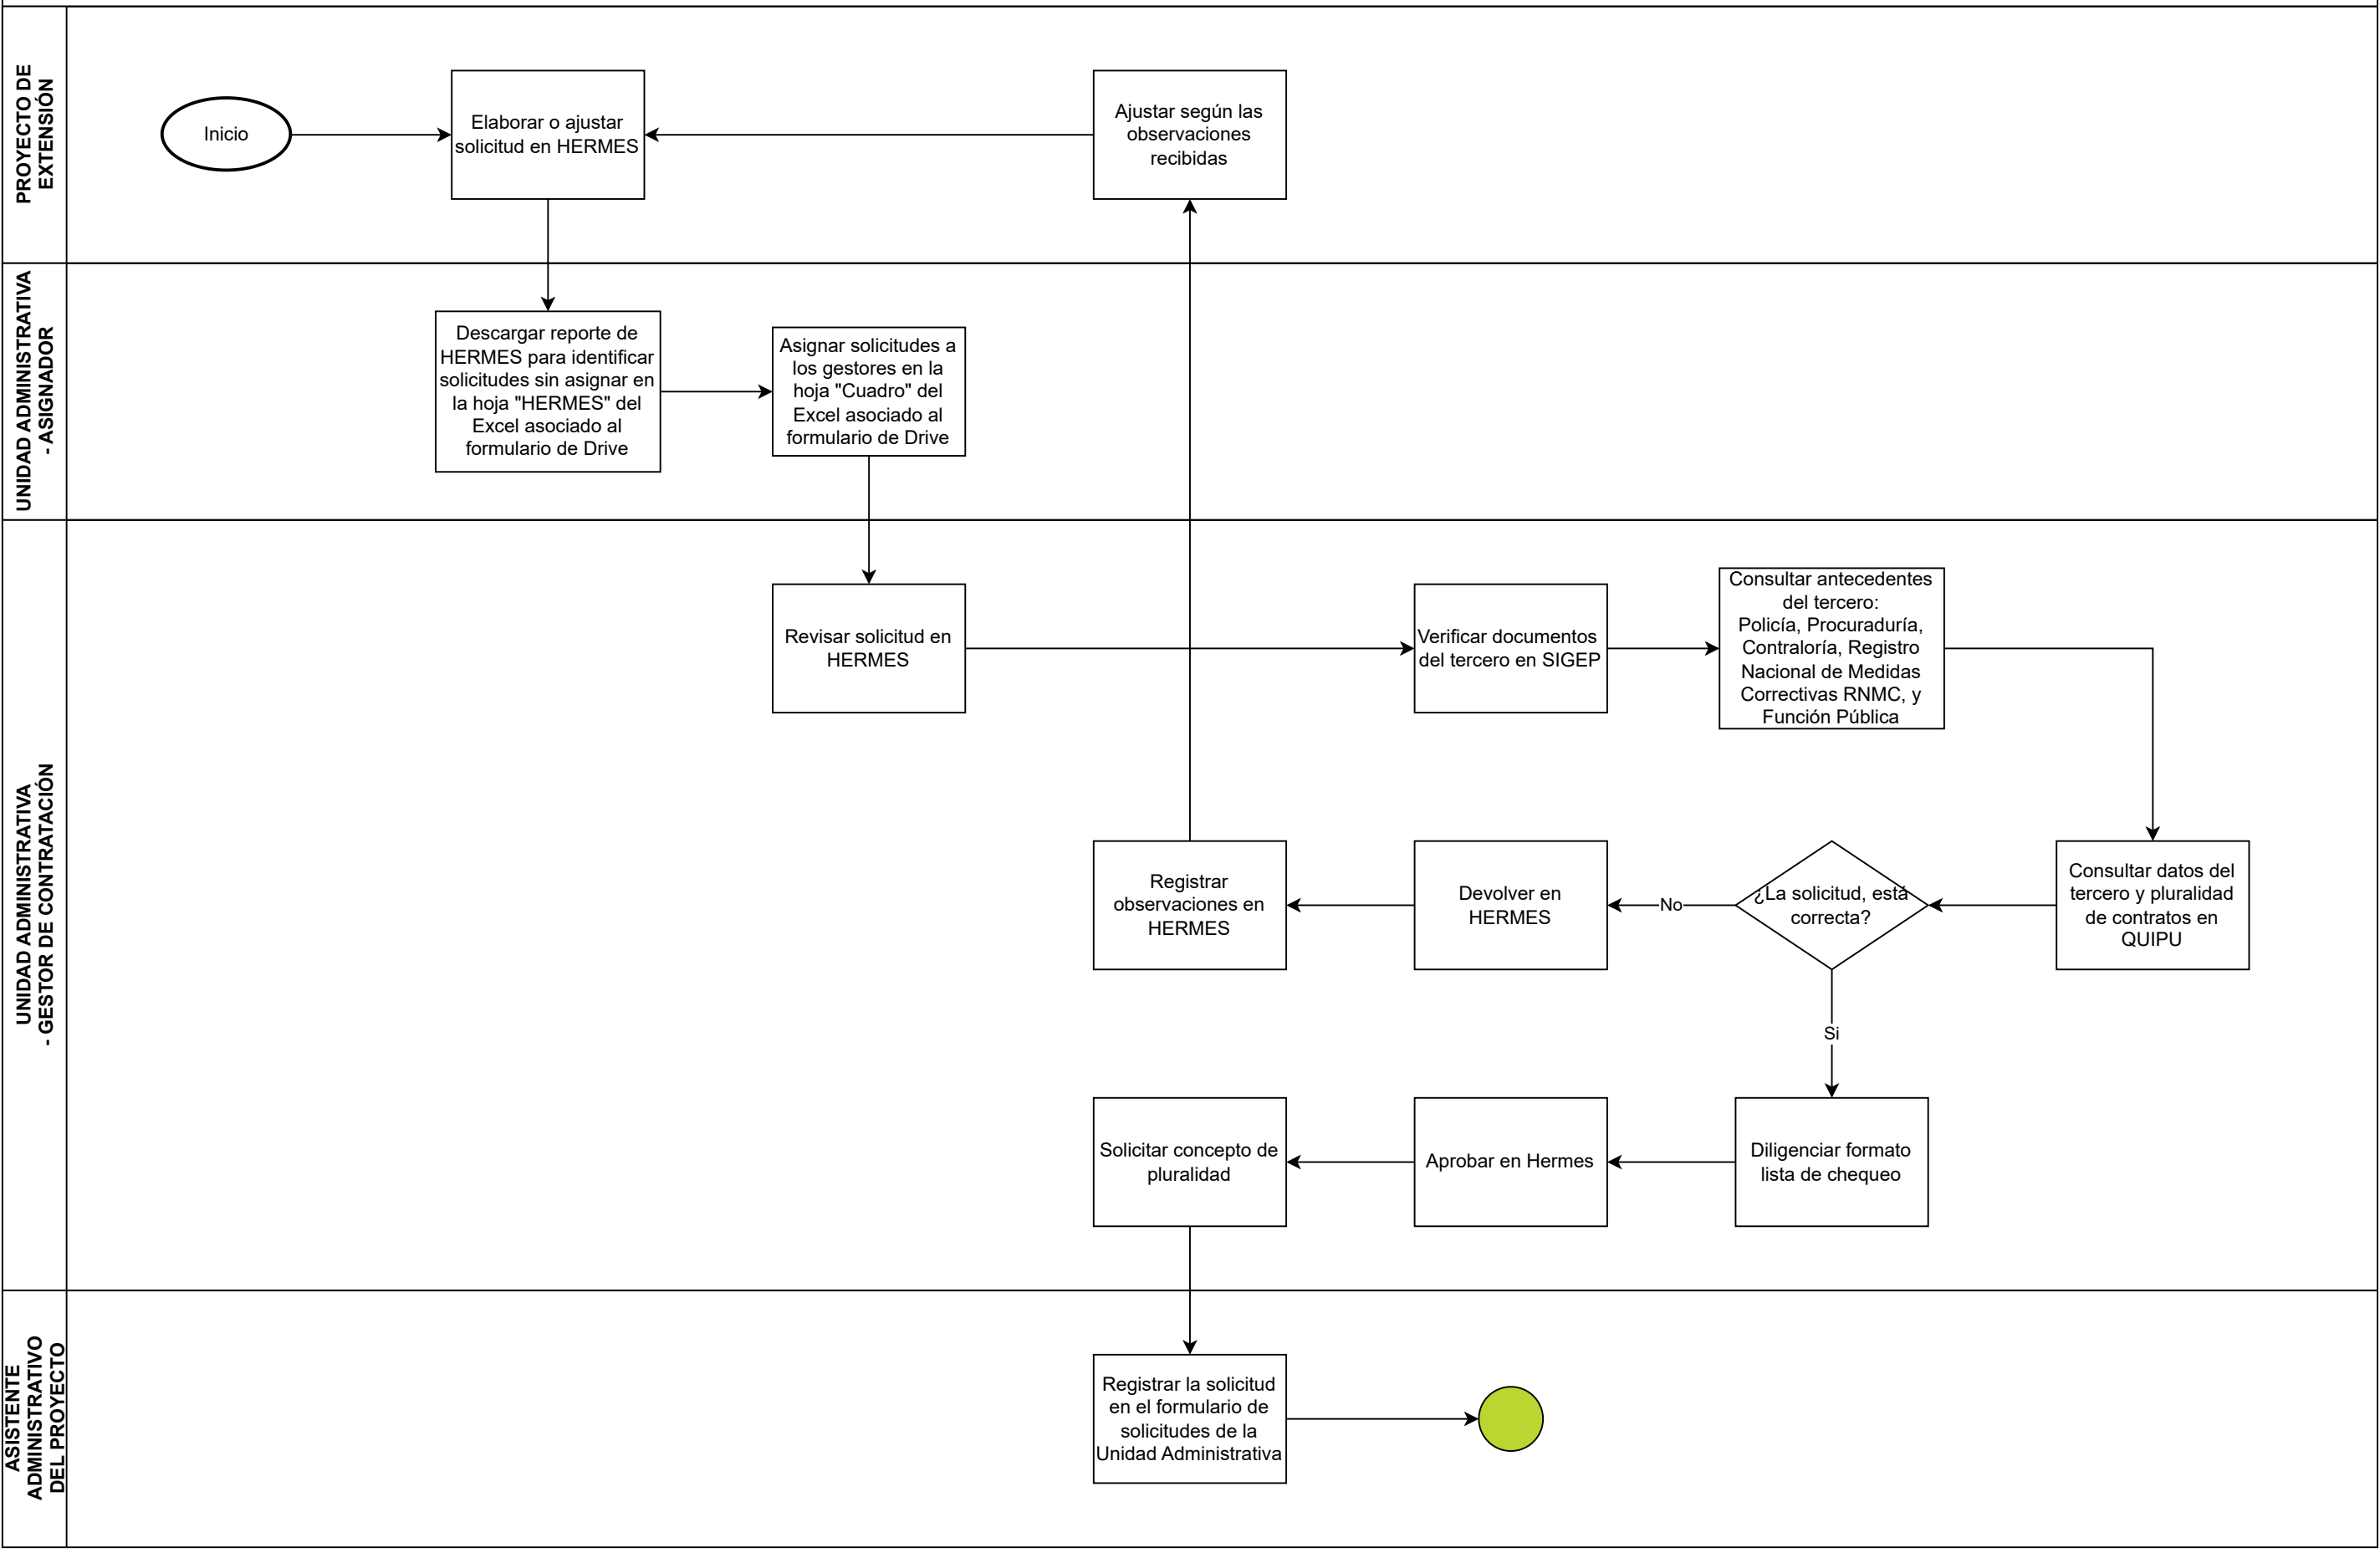 PROYECTO DE
EXTENSIÓN
Inicio
Elaborar o ajustar
solicitud en HERMES
Ajustar según las
observaciones
recibidas
UNIDAD ADMINISTRATIVA
- ASIGNADOR
Descargar reporte de
HERMES para identificar
solicitudes sin asignar en
la hoja "HERMES" del
Excel asociado al
formulario de Drive
Asignar solicitudes a
los gestores en la
hoja "Cuadro" del
Excel asociado al
formulario de Drive
UNIDAD ADMINISTRATIVA
- GESTOR DE CONTRATACIÓN
Revisar solicitud en
HERMES
Verificar documentos
del tercero en SIGEP
Consultar antecedentes
del tercero:
Policía, Procuraduría,
Contraloría, Registro
Nacional de Medidas
Correctivas RNMC, y
Función Pública
Registrar
observaciones en
HERMES
Devolver en
HERMES
No
¿La solicitud, está
correcta?
Consultar datos del
tercero y pluralidad
de contratos en
QUIPU
Si
Solicitar concepto de
pluralidad
Aprobar en Hermes
Diligenciar formato
lista de chequeo
ASISTENTE
ADMINISTRATIVO
DEL PROYECTO
Registrar la solicitud
en el formulario de
solicitudes de la
Unidad Administrativa